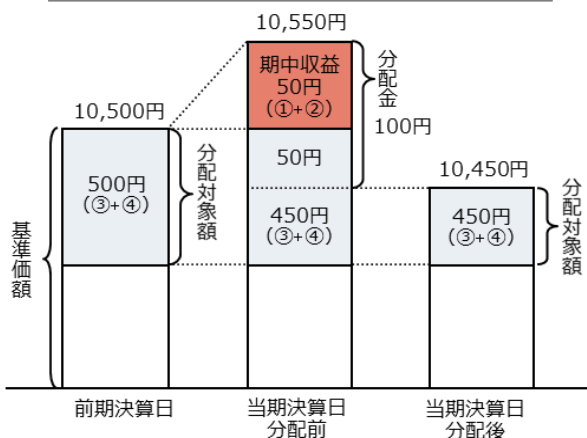 10,550円
期中収益
50円
(①+②)
分配金
100円
10,500円
500円
(③+④)
分配対象額
50円
450円
(③+④)
10,450円
450円
(③+④)
分配対象額
基準価額
前期決算日
当期決算日
分配前
当期決算日
分配後